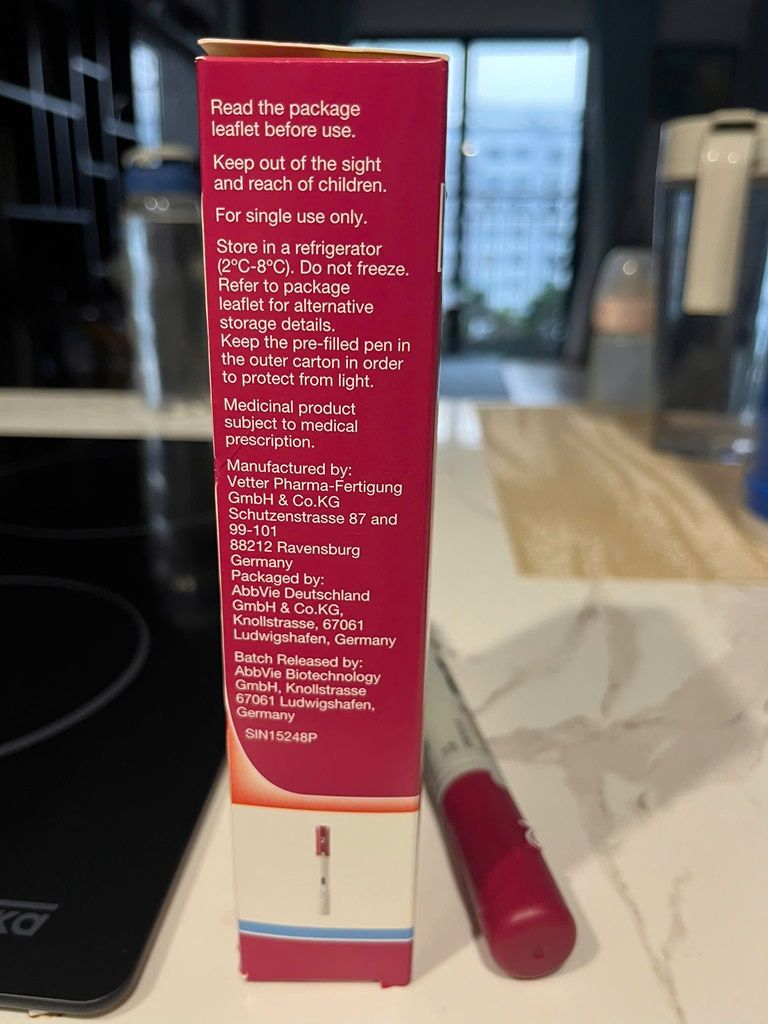 Read the package
leaflet before use.
Keep out of the sight
and reach of children.
For single use only.
Store in a refrigerator
(2ºC-8ºC). Do not freeze.
Refer to package
leaflet for alternative
storage details.
Keep the pre-filled pen in
the outer carton in order
to protect from light.
Medicinal product
subject to medical
prescription.
Manufactured by:
Vetter Pharma-Fertigung
GmbH & Co.KG
Schutzenstrasse 87 and
99-101
88212 Ravensburg
Germany
Packaged by:
AbbVie Deutschland
GmbH & Co.KG,
Knollstrasse, 67061
Ludwigshafen, Germany
Batch Released by:
AbbVie Biotechnology
GmbH, Knollstrasse
67061 Ludwigshafen,
Germany
SIN15248P